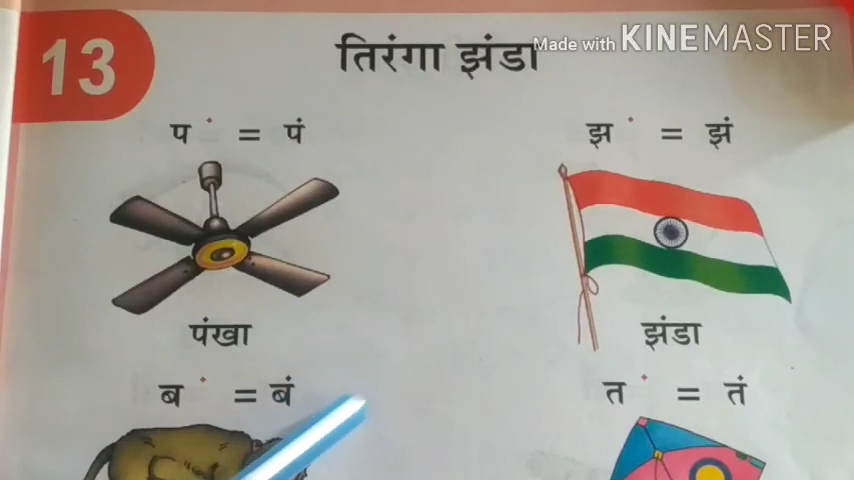 13
तिरंगा झंडा
Made with KINEMASTER
प ं = पं
झ ं = झं
पंखा
झंडा
ब ं = बं
त ं = तं